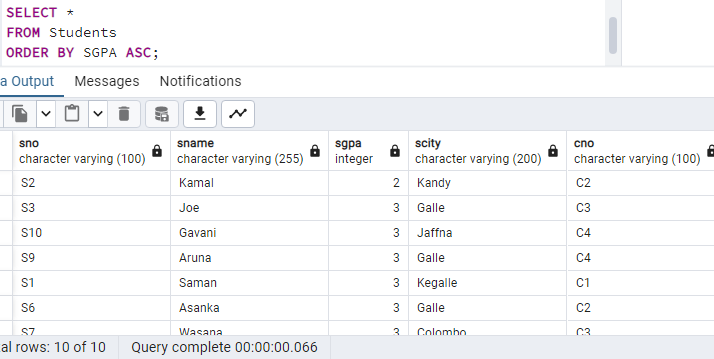 SELECT *
FROM Students
ORDER BY SGPA ASC;
a Output Messages Notifications
sno sname sgpa scity cno
character varying (100) character varying (255) integer character varying (200) character varying (100)
S2 Kamal 2 Kandy C2
S3 Joe 3 Galle C3
S10 Gavani 3 Jaffna C4
S9 Aruna 3 Galle C4
S1 Saman 3 Kegalle C1
S6 Asanka 3 Galle C2
S7 Wasana 3 Colombo C3
al rows: 10 of 10 Query complete 00:00:00.066